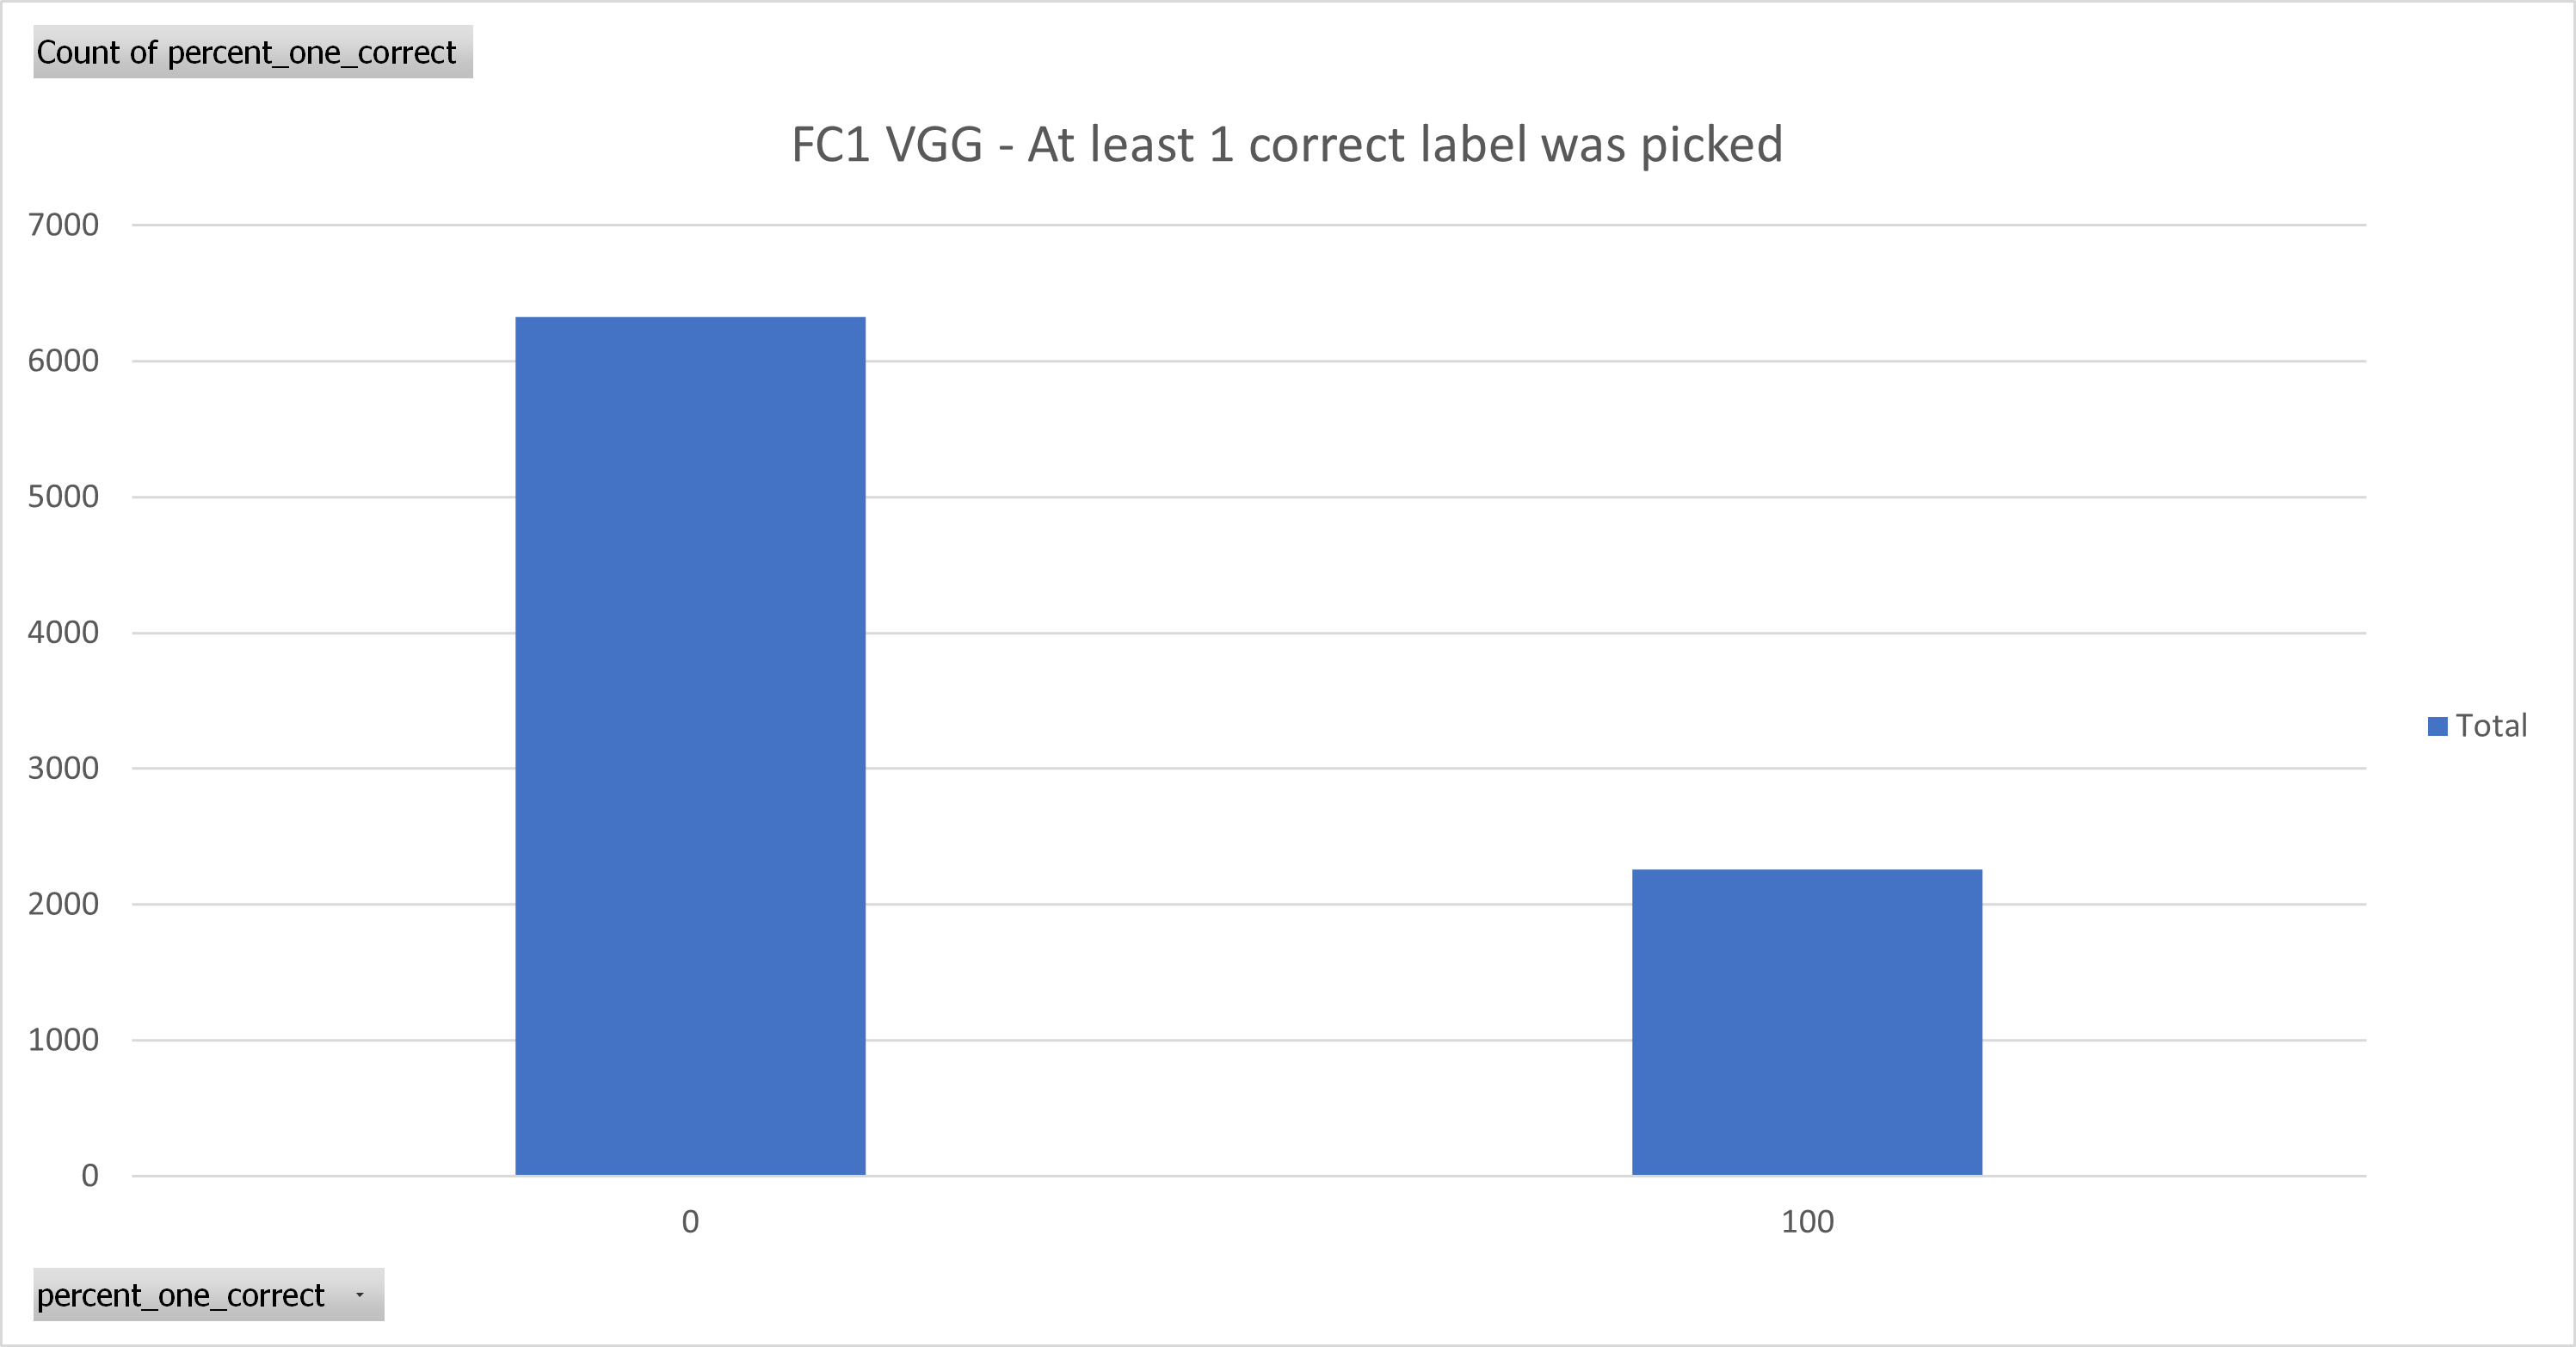 Count of percent_one_correct
FC1 VGG - At least 1 correct label was picked
7000
6000
5000
4000
3000
2000
1000
0
Total
0 100
percent_one_correct